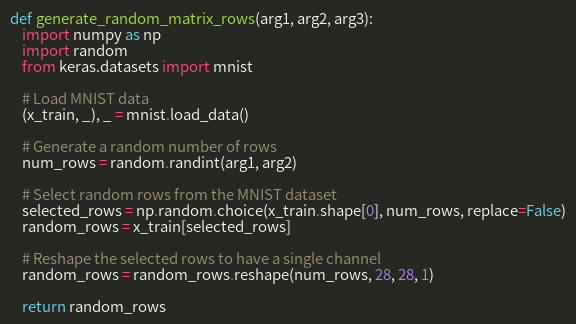 def generate_random_matrix_rows(arg1, arg2, arg3):
    import numpy as np
    import random
    from keras.datasets import mnist

    # Load MNIST data
    (x_train, _), _ = mnist.load_data()

    # Generate a random number of rows
    num_rows = random.randint(arg1, arg2)

    # Select random rows from the MNIST dataset
    selected_rows = np.random.choice(x_train.shape[0], num_rows, replace=False)
    random_rows = x_train[selected_rows]

    # Reshape the selected rows to have a single channel
    random_rows = random_rows.reshape(num_rows, 28, 28, 1)

    return random_rows